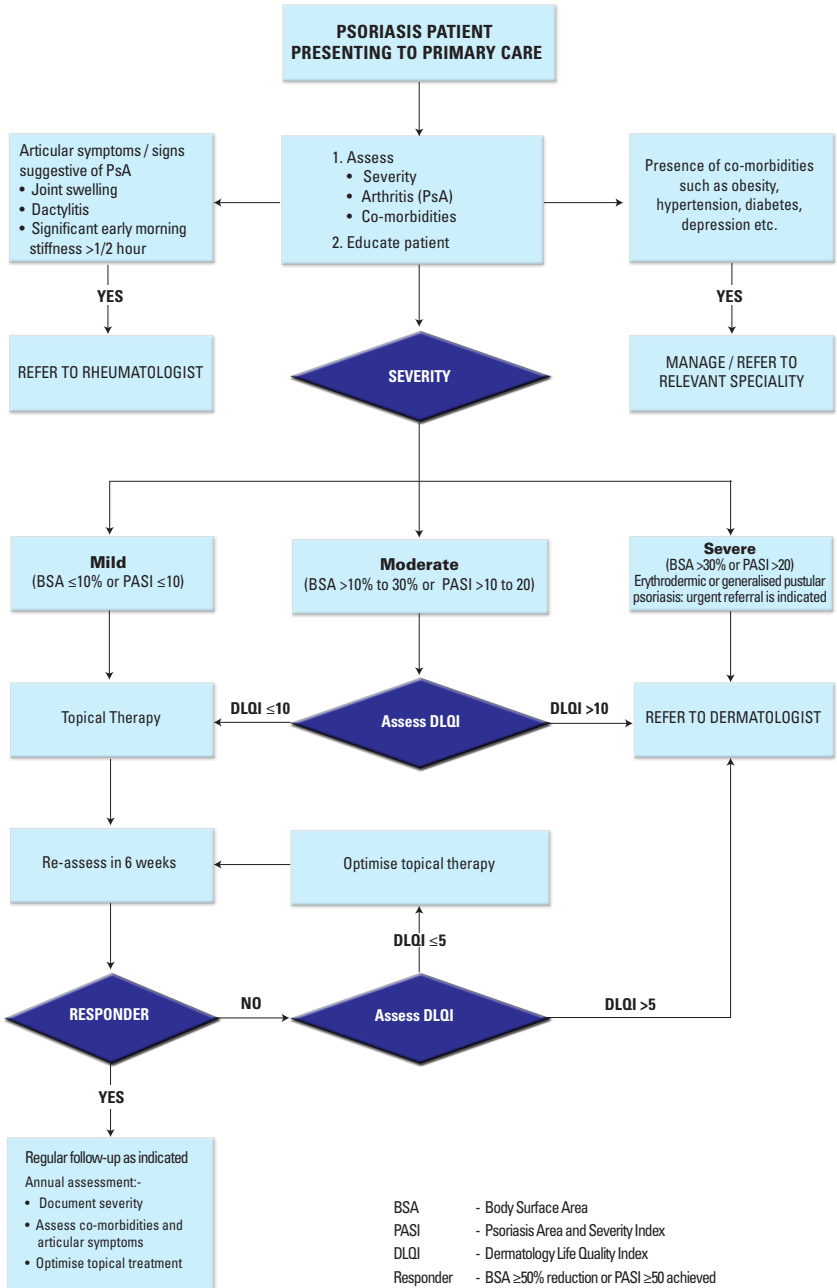 PSORIASIS PATIENT
PRESENTING TO PRIMARY CARE
Articular symptoms / signs
suggestive of PsA
• Joint swelling
• Dactylitis
• Significant early morning
stiffness >1/2 hour
1. Assess
• Severity
• Arthritis (PsA)
• Co-morbidities
2. Educate patient
Presence of co-morbidities
such as obesity,
hypertension, diabetes,
depression etc.
YES
YES
REFER TO RHEUMATOLOGIST
SEVERITY
MANAGE / REFER TO
RELEVANT SPECIALITY
Mild
(BSA ≤10% or PASI ≤10)
Moderate
(BSA >10% to 30% or PASI >10 to 20)
Severe
(BSA >30% or PASI >20)
Erythrodermic or generalised pustular
psoriasis: urgent referral is indicated
Topical Therapy
DLQI ≤10
Assess DLQI
DLQI >10
REFER TO DERMATOLOGIST
Re-assess in 6 weeks
Optimise topical therapy
DLQI ≤5
RESPONDER
NO
Assess DLQI
DLQI >5
YES
Regular follow-up as indicated
Annual assessment:-
• Document severity
• Assess co-morbidities and
articular symptoms
• Optimise topical treatment
BSA - Body Surface Area
PASI - Psoriasis Area and Severity Index
DLQI - Dermatology Life Quality Index
Responder - BSA ≥50% reduction or PASI ≥50 achieved